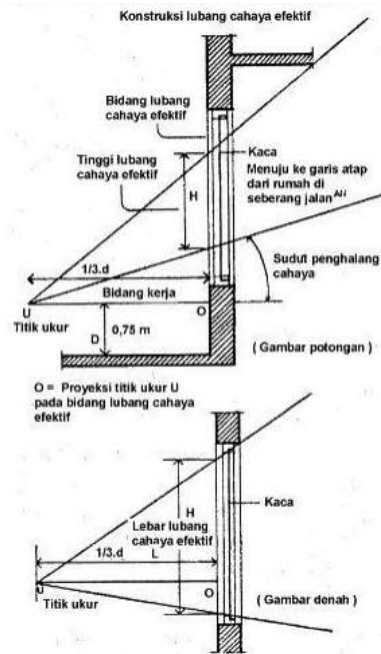 Konstruksi lubang cahaya efektif
Bidang lubang
cahaya efektif
Tinggi lubang
cahaya efektif
Kaca
Menuju ke garis atap
dari rumah di
seberang jalan
H
1/3.d
Sudut penghalang
cahaya
Bidang kerja
U
O
Titik ukur
D
0,75 m
( Gambar potongan )
O = Proyeksi titik ukur U
pada bidang lubang cahaya
efektif
Kaca
H
Lebar lubang
cahaya efektif
1/3.d
L
U
O
Titik ukur
( Gambar denah )